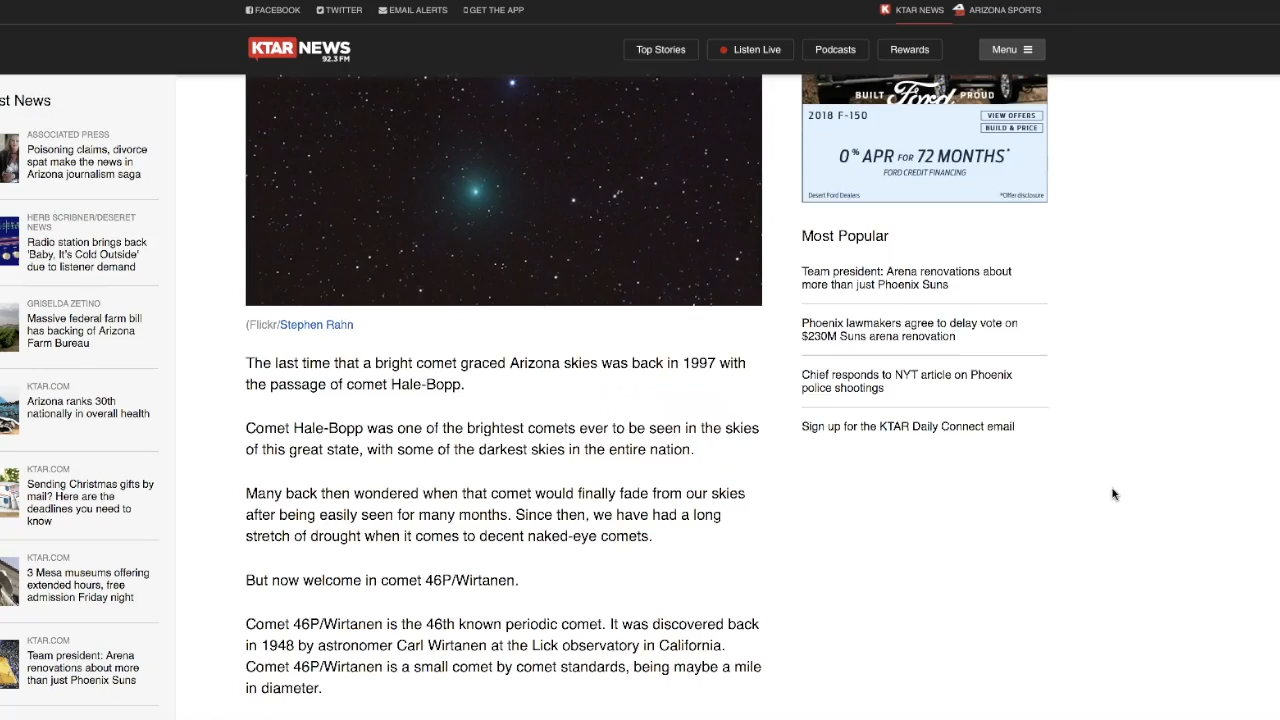 FACEBOOK
TWITTER
EMAIL ALERTS
GET THE APP
KTAR NEWS
ARIZONA SPORTS
KTAR NEWS
92.3 FM
Top Stories
Listen Live
Podcasts
Rewards
Menu
st News
ASSOCIATED PRESS
Poisoning claims, divorce
spat make the news in
Arizona journalism saga
HERB SCRIBNER/DESERET
NEWS
Radio station brings back
'Baby, It's Cold Outside'
due to listener demand
GRISELDA ZETINO
Massive federal farm bill
has backing of Arizona
Farm Bureau
KTAR.COM
Arizona ranks 30th
nationally in overall health
KTAR.COM
Sending Christmas gifts by
mail? Here are the
deadlines you need to
know
KTAR.COM
3 Mesa museums offering
extended hours, free
admission Friday night
KTAR.COM
Team president: Arena
renovations about more
than just Phoenix Suns
(Flickr/Stephen Rahn
The last time that a bright comet graced Arizona skies was back in 1997 with
the passage of comet Hale-Bopp.
Comet Hale-Bopp was one of the brightest comets ever to be seen in the skies
of this great state, with some of the darkest skies in the entire nation.
Many back then wondered when that comet would finally fade from our skies
after being easily seen for many months. Since then, we have had a long
stretch of drought when it comes to decent naked-eye comets.
But now welcome in comet 46P/Wirtanen.
Comet 46P/Wirtanen is the 46th known periodic comet. It was discovered back
in 1948 by astronomer Carl Wirtanen at the Lick observatory in California.
Comet 46P/Wirtanen is a small comet by comet standards, being maybe a mile
in diameter.
BUILT Ford PROUD
2018 F-150
VIEW OFFERS
BUILD & PRICE
0% APR FOR 72 MONTHS*
FORD CREDIT FINANCING
Desert Ford Dealers
*Offer disclosure
Most Popular
Team president: Arena renovations about
more than just Phoenix Suns
Phoenix lawmakers agree to delay vote on
$230M Suns arena renovation
Chief responds to NYT article on Phoenix
police shootings
Sign up for the KTAR Daily Connect email